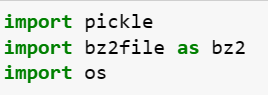 import pickle
import bz2file as bz2
import os